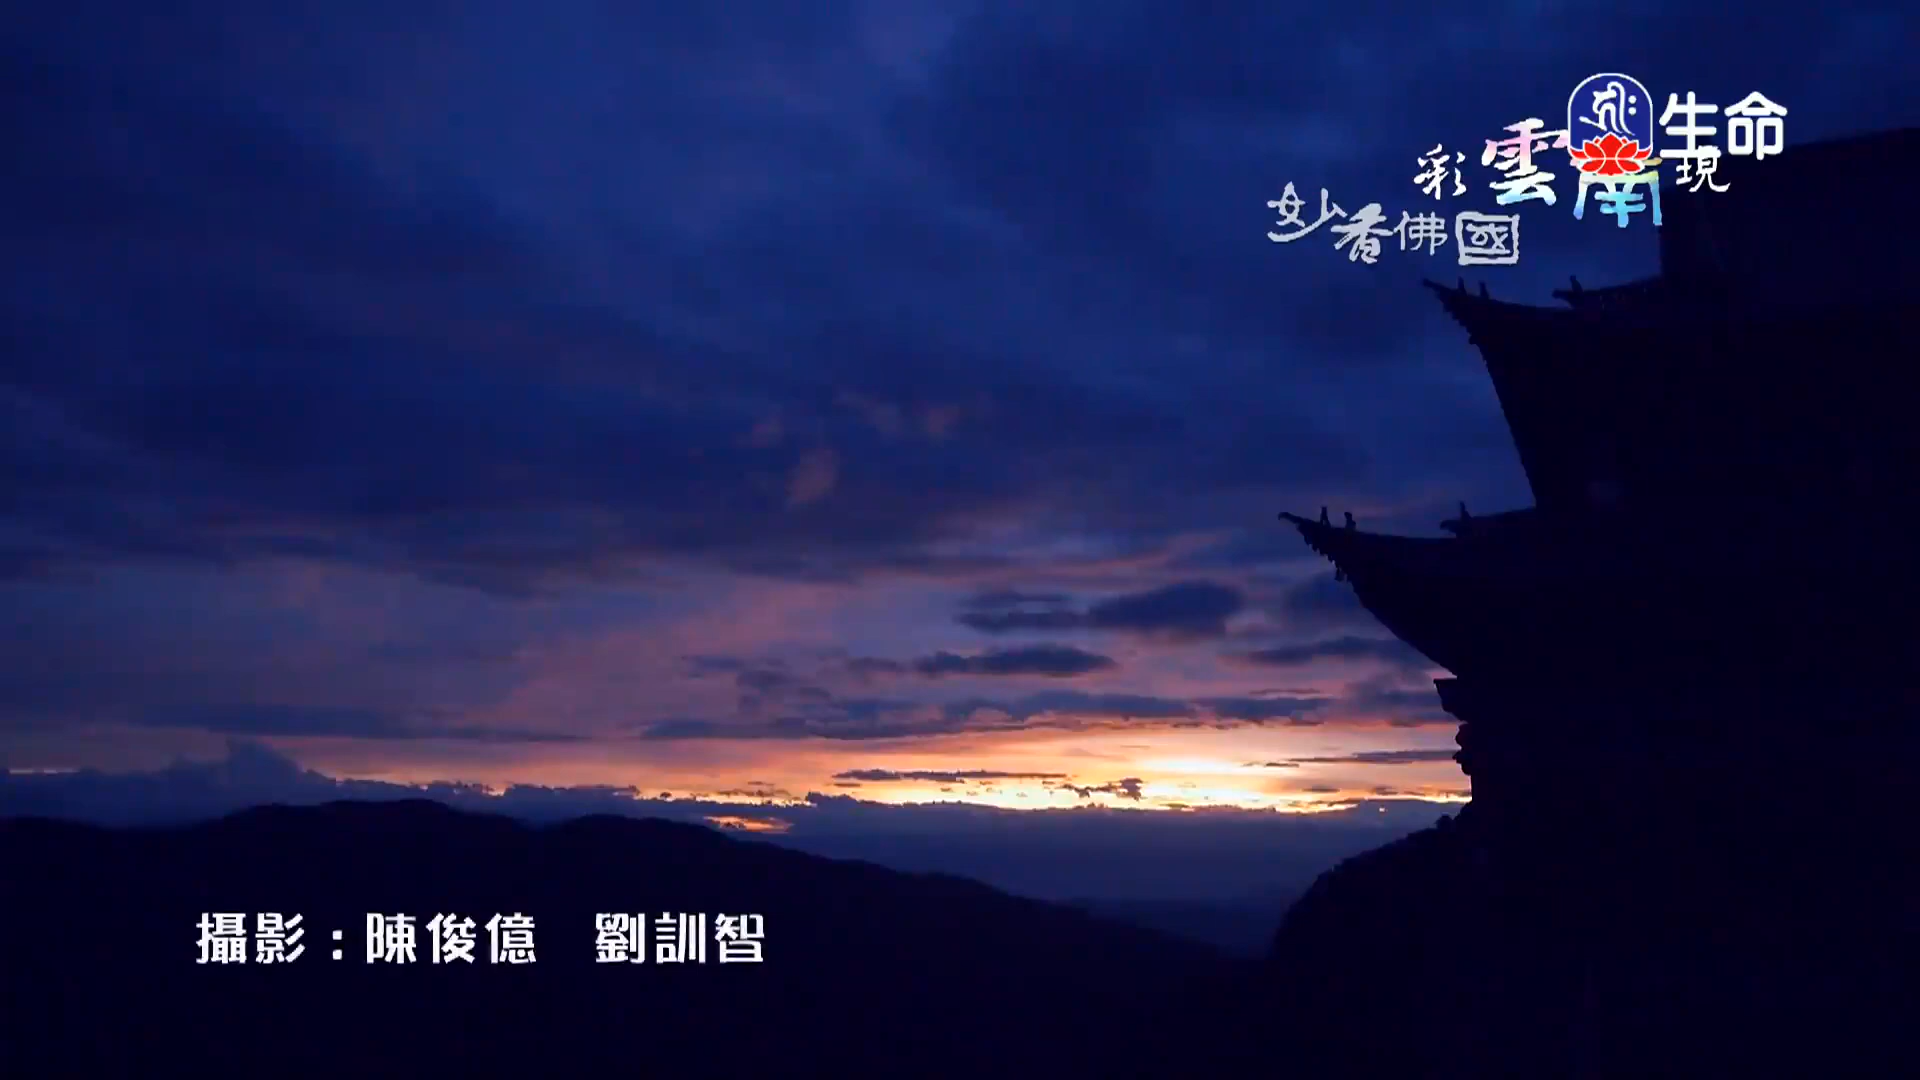 生命
彩雲南現
妙香佛國
攝影：陳俊億　劉訓智